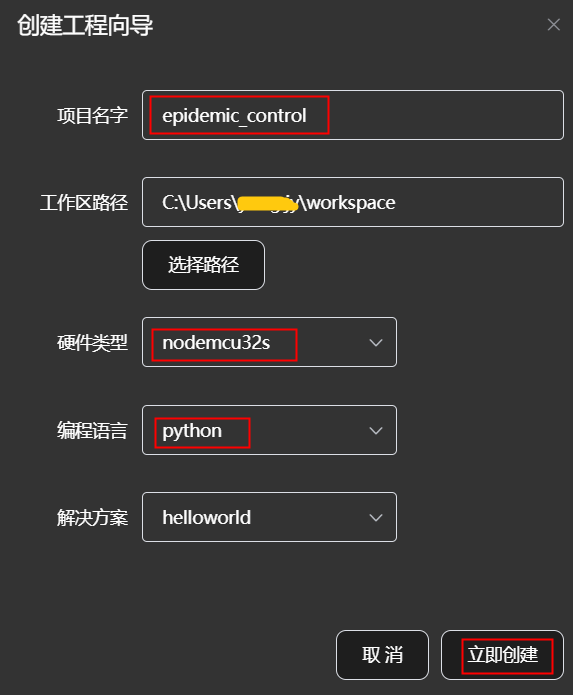 创建工程向导
项目名字 epidemic_control
工作区路径 C:\Users\ \workspace
选择路径
硬件类型 nodemcu32s
编程语言 python
解决方案 helloworld
取 消 立即创建